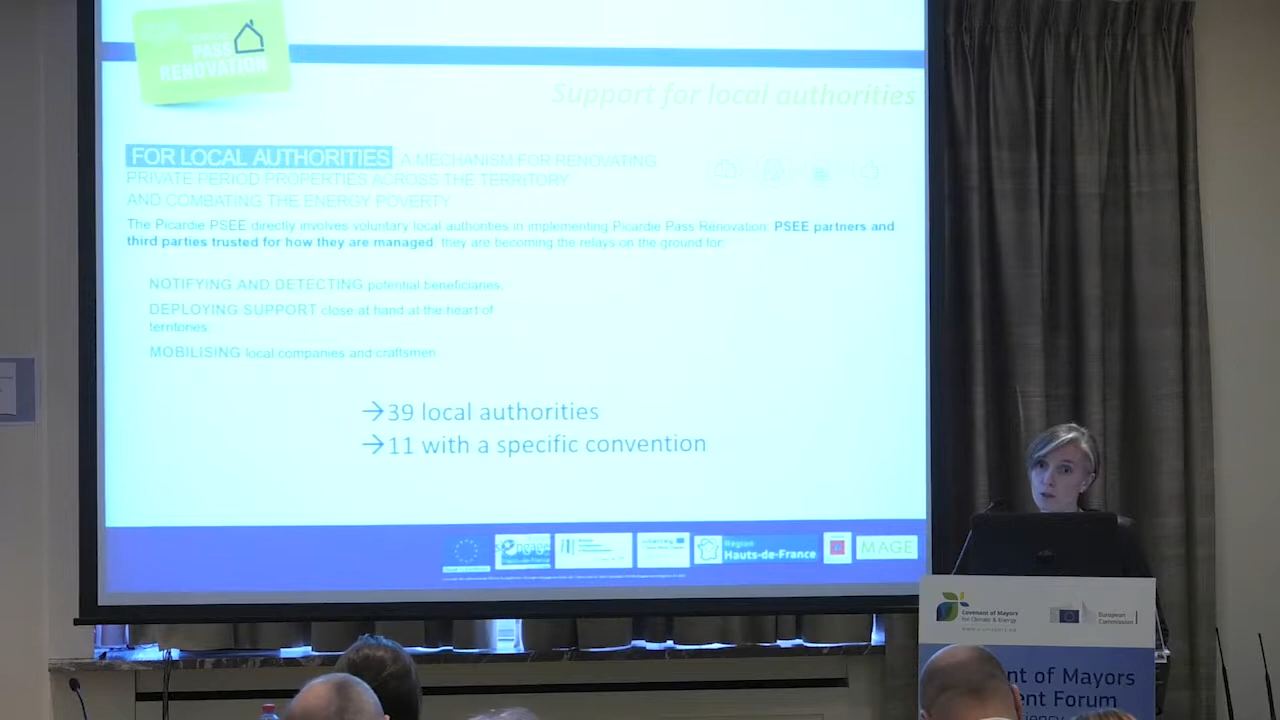 PASS
RENOVATION
Support for local authorities
FOR LOCAL AUTHORITIES A MECHANISM FOR RENOVATING
PRIVATE PERIOD PROPERTIES ACROSS THE TERRITORY
AND COMBATING THE ENERGY POVERTY
The Picardie PSEE directly involves voluntary local authorities in implementing Picardie Pass Renovation. PSEE partners and
third parties trusted for how they are managed, they are becoming the relays on the ground for:
NOTIFYING AND DETECTING potential beneficiaries,
DEPLOYING SUPPORT close at hand at the heart of
territories
MOBILISING local companies and craftsmen.
→39 local authorities
→11 with a specific convention
Région
Hauts-de-France
MAGE
Covenant of Mayors
For Climate & Energy
European
Commission
nt of Mayors
ent Forum